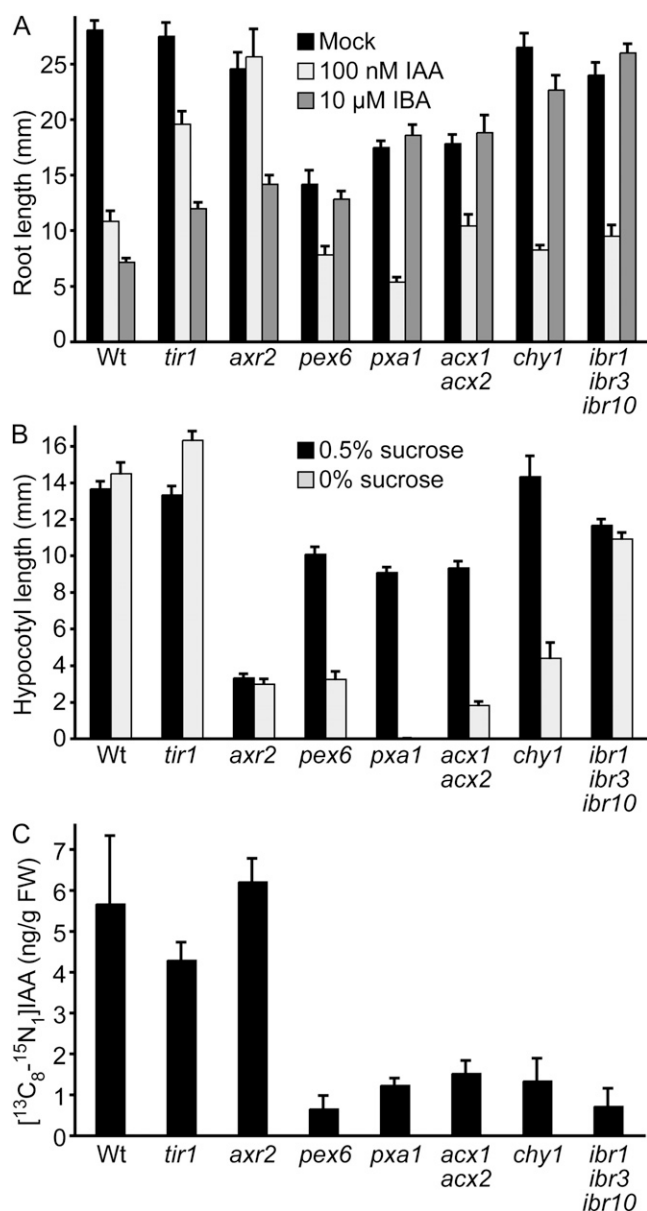 A
Mock
100 nM IAA
10 µM IBA
Root length (mm)
25
20
15
10
5
0
Wt tir1 axr2 pex6 pxa1 acx1 chy1 ibr1
acx2 ibr3
ibr10
B
0.5% sucrose
0% sucrose
Hypocotyl length (mm)
16
14
12
10
8
6
4
2
0
Wt tir1 axr2 pex6 pxa1 acx1 chy1 ibr1
acx2 ibr3
ibr10
C
[¹³C₈-¹⁵N₁]IAA (ng/g FW)
7
6
5
4
3
2
1
0
Wt tir1 axr2 pex6 pxa1 acx1 chy1 ibr1
acx2 ibr3
ibr10